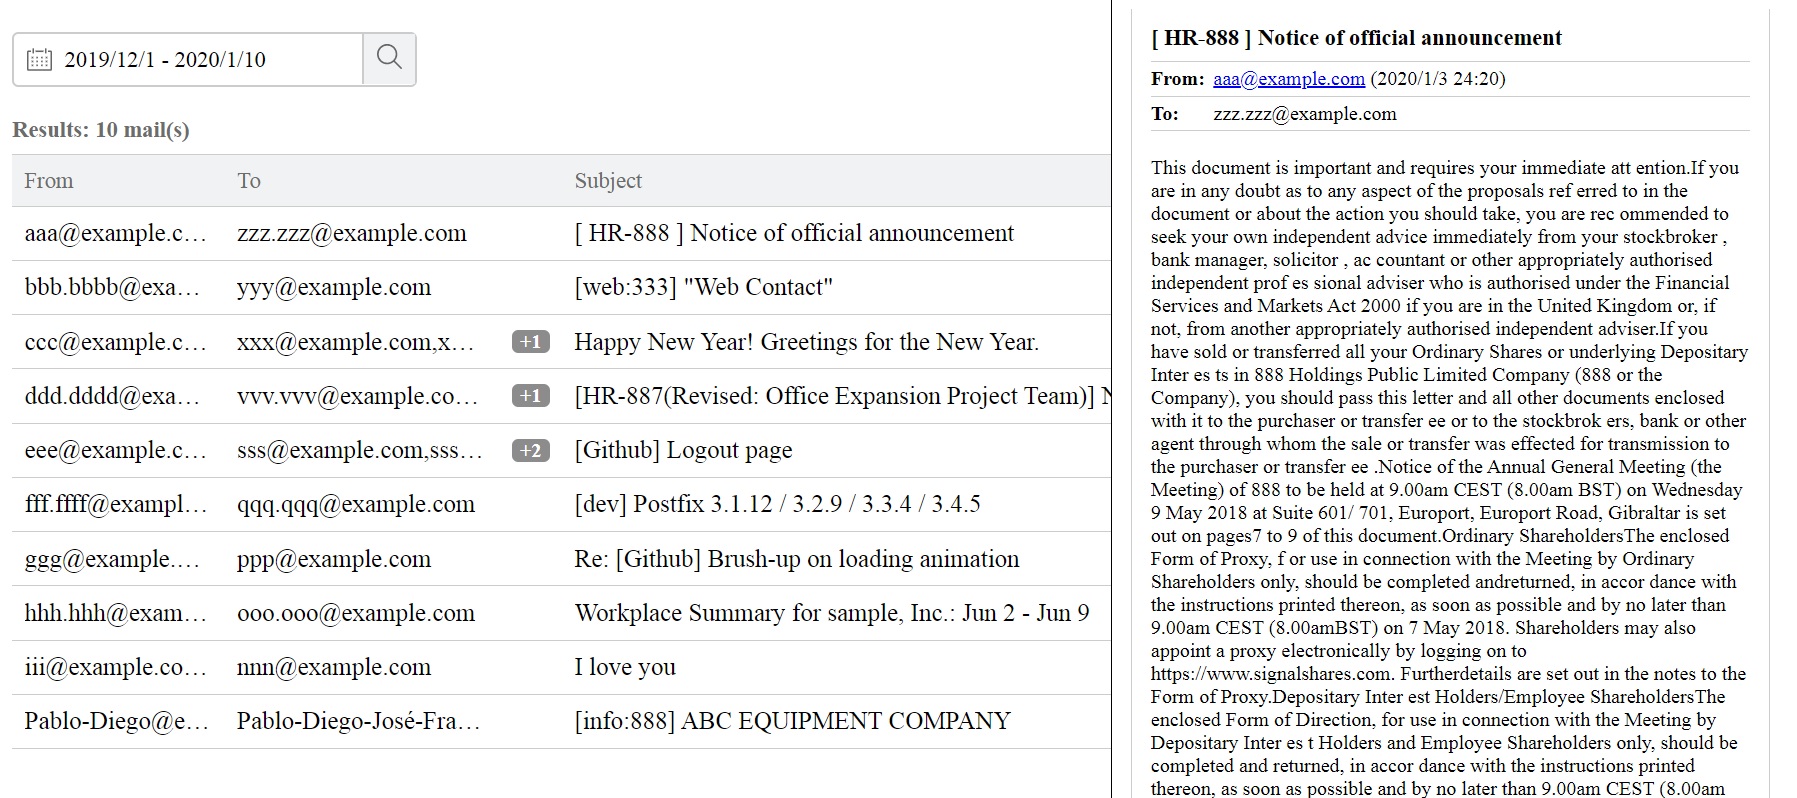 2019/12/1 - 2020/1/10
Results: 10 mail(s)
From To Subject
aaa@example.c… zzz.zzz@example.com [ HR-888 ] Notice of official announcement
bbb.bbbb@exa… yyy@example.com [web:333] "Web Contact"
ccc@example.c… xxx@example.com,x… +1 Happy New Year! Greetings for the New Year.
ddd.dddd@exa… vvv.vvv@example.co… +1 [HR-887(Revised: Office Expansion Project Team)] N
eee@example.c… sss@example.com,sss… +2 [Github] Logout page
fff.ffff@exampl… qqq.qqq@example.com [dev] Postfix 3.1.12 / 3.2.9 / 3.3.4 / 3.4.5
ggg@example.… ppp@example.com Re: [Github] Brush-up on loading animation
hhh.hhh@exam… ooo.ooo@example.com Workplace Summary for sample, Inc.: Jun 2 - Jun 9
iii@example.co… nnn@example.com I love you
Pablo-Diego@e… Pablo-Diego-José-Fra… [info:888] ABC EQUIPMENT COMPANY
[ HR-888 ] Notice of official announcement
From: aaa@example.com (2020/1/3 24:20)
To: zzz.zzz@example.com
This document is important and requires your immediate att ention.If you
are in any doubt as to any aspect of the proposals ref erred to in the
document or about the action you should take, you are rec ommended to
seek your own independent advice immediately from your stockbroker ,
bank manager, solicitor , ac countant or other appropriately authorised
independent prof es sional adviser who is authorised under the Financial
Services and Markets Act 2000 if you are in the United Kingdom or, if
not, from another appropriately authorised independent adviser.If you
have sold or transferred all your Ordinary Shares or underlying Depositary
Inter es ts in 888 Holdings Public Limited Company (888 or the
Company), you should pass this letter and all other documents enclosed
with it to the purchaser or transfer ee or to the stockbrok ers, bank or other
agent through whom the sale or transfer was effected for transmission to
the purchaser or transfer ee .Notice of the Annual General Meeting (the
Meeting) of 888 to be held at 9.00am CEST (8.00am BST) on Wednesday
9 May 2018 at Suite 601/ 701, Europort, Europort Road, Gibraltar is set
out on pages7 to 9 of this document.Ordinary ShareholdersThe enclosed
Form of Proxy, f or use in connection with the Meeting by Ordinary
Shareholders only, should be completed andreturned, in accor dance with
the instructions printed thereon, as soon as possible and by no later than
9.00am CEST (8.00amBST) on 7 May 2018. Shareholders may also
appoint a proxy electronically by logging on to
https://www.signalshares.com. Furtherdetails are set out in the notes to the
Form of Proxy.Depositary Inter est Holders/Employee ShareholdersThe
enclosed Form of Direction, for use in connection with the Meeting by
Depositary Inter es t Holders and Employee Shareholders only, should be
completed and returned, in accor dance with the instructions printed
thereon, as soon as possible and by no later than 9.00am CEST (8.00am